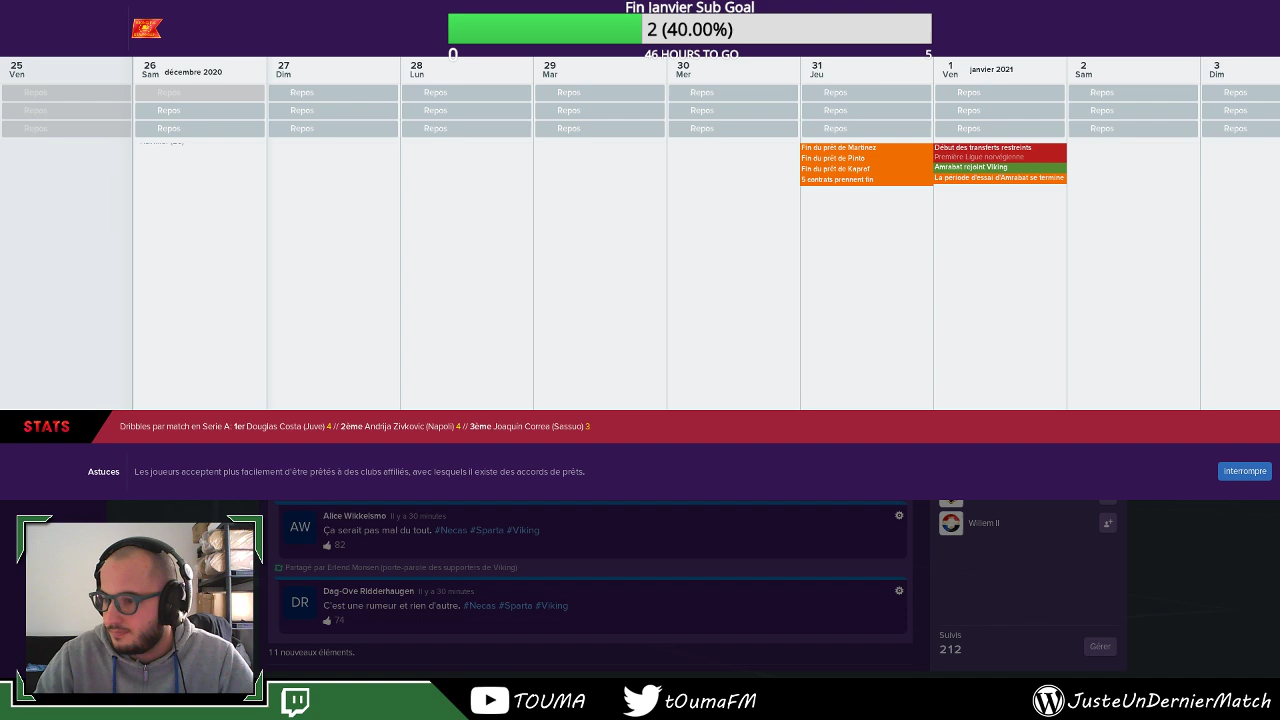 Fin Janvier Sub Goal
2 (40.00%)
0
46 HOURS TO GO
5
25
Ven
26
Sam
décembre 2020
27
Dim
28
Lun
29
Mar
30
Mer
31
Jeu
1
Ven
janvier 2021
2
Sam
3
Dim
Repos Repos Repos Repos Repos Repos Repos Repos Repos Repos
Repos Repos Repos Repos Repos Repos Repos Repos Repos Repos
Repos Repos Repos Repos Repos Repos Repos Repos Repos Repos
Fin du prêt de Martinez
Fin du prêt de Pinto
Fin du prêt de Kapraf
5 contrats prennent fin
Début des transferts restreints
Première Ligue norvégienne
Amrabat rejoint Viking
La période d'essai d'Amrabat se termine
STATS
Dribbles par match en Serie A: 1er Douglas Costa (Juve) 4 // 2ème Andrija Zivkovic (Napoli) 4 // 3ème Joaquín Correa (Sassuo) 3
Astuces
Les joueurs acceptent plus facilement d'être prêtés à des clubs affiliés, avec lesquels il existe des accords de prêts.
Interrompre
AW
Alice Wikkelsmo Il y a 30 minutes
Ça serait pas mal du tout. #Necas #Sparta #Viking
82
Partagé par Erlend Monsen (porte-parole des supporters de Viking)
DR
Dag-Ove Ridderhaugen Il y a 30 minutes
C'est une rumeur et rien d'autre. #Necas #Sparta #Viking
74
11 nouveaux éléments.
Willem II
Suivis
212
Gérer
TOUMA
tOumaFM
JusteUnDernierMatch